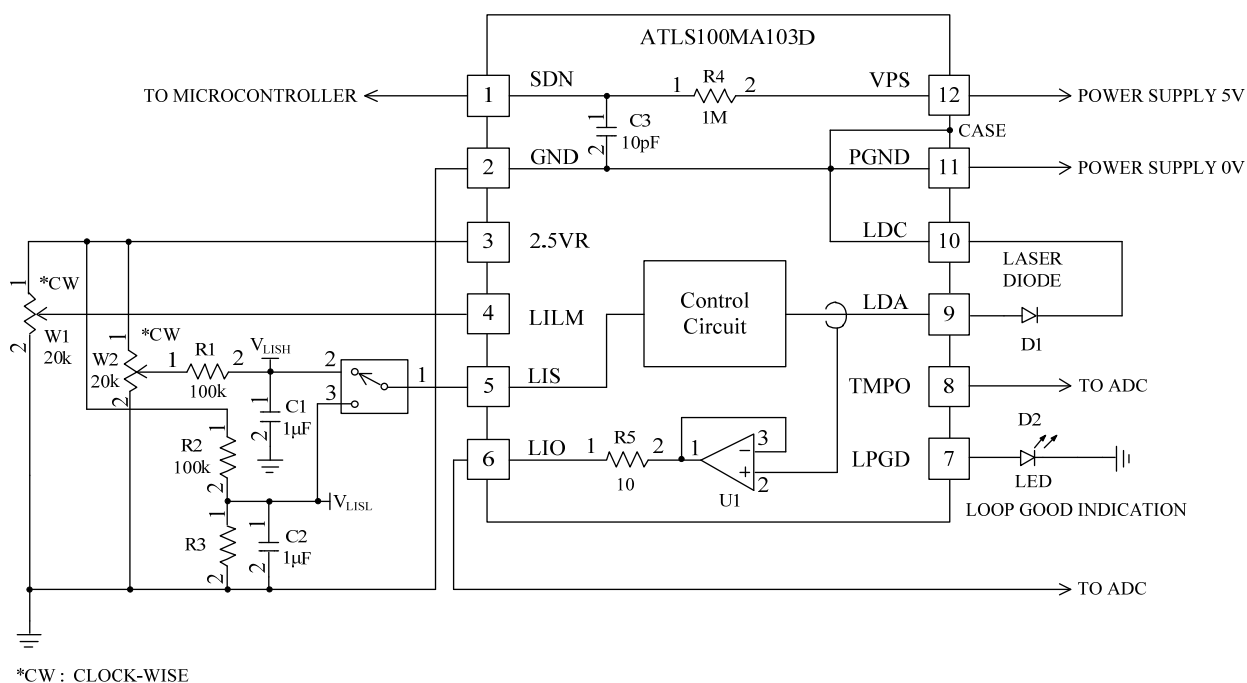 ATLS100MA103D
TO MICROCONTROLLER
1
SDN
1
R4
2
1M
VPS
12
POWER SUPPLY 5V
1
C3
10pF
2
CASE
2
GND
PGND
11
POWER SUPPLY 0V
3
2.5VR
LDC
10
LASER
DIODE
1
*CW
W1
20k
2
4
LILM
Control
Circuit
LDA
9
D1
1
*CW
W2
20k
2
1
R1
2
100k
VLISH
1
C1
1µF
2
2
3
1
5
LIS
TMPO
8
TO ADC
1
R2
100k
2
6
LIO
1
R5
2
10
1
3
−
+
2
U1
LPGD
7
D2
LED
LOOP GOOD INDICATION
VLISL
1
R3
2
1
C2
1µF
2
TO ADC
*CW : CLOCK-WISE